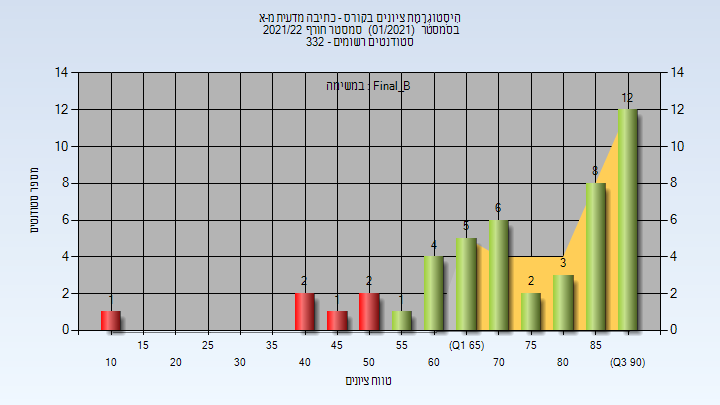 הִיסְטוֹגְרָמַת ציונים בקורס - כתיבה מדעית מ-א
בסמסטר (01/2021) סמסטר חורף 2021/22
סטודנטים רשומים - 332
במשימה : Final_B
מספר סטודנטים
14 14
12 12
10 10
8 8
6 6
4 4
2 2
0 0
1 2 1 2 1 4 5 6 2 3 8 12
15 25 35 45 55 (Q1 65) 75 85
10 20 30 40 50 60 70 80 (Q3 90)
טווח ציונים